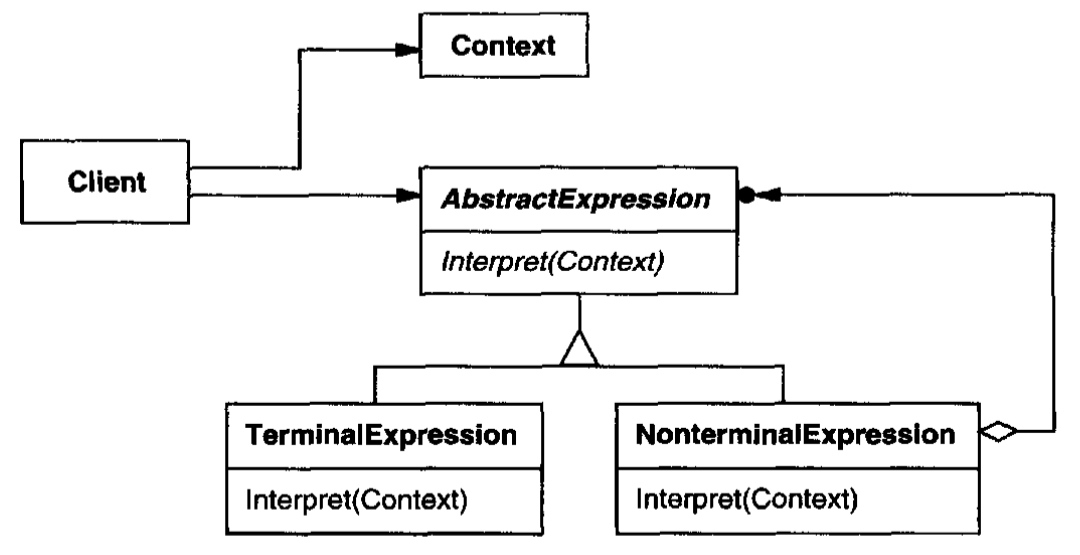 Context
Client
AbstractExpression
Interpret(Context)
TerminalExpression
NonterminalExpression
Interpret(Context)
Interpret(Context)